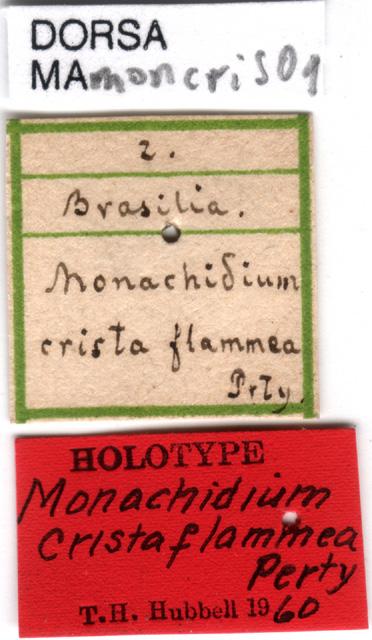 DORSA
MAmoncris01
2.
Brasilia.
Monachidium
crista flammea
Prty.
HOLOTYPE
Monachidium
Cristaflammea
Perty
T.H. Hubbell 1960